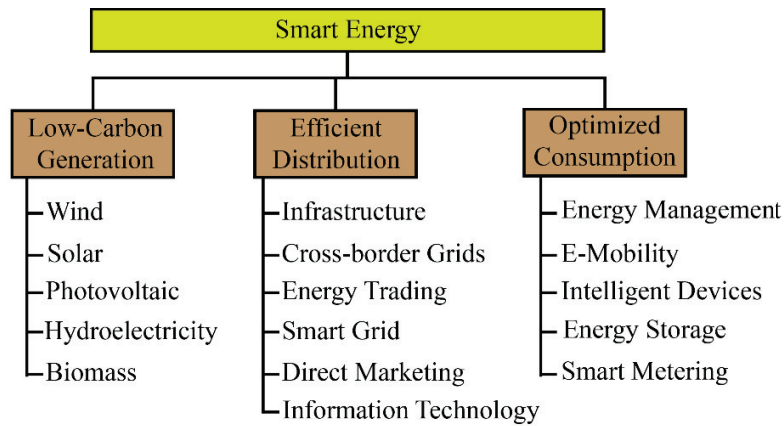 Smart Energy
Low-Carbon
Generation
Wind
Solar
Photovoltaic
Hydroelectricity
Biomass
Efficient
Distribution
Infrastructure
Cross-border Grids
Energy Trading
Smart Grid
Direct Marketing
Information Technology
Optimized
Consumption
Energy Management
E-Mobility
Intelligent Devices
Energy Storage
Smart Metering